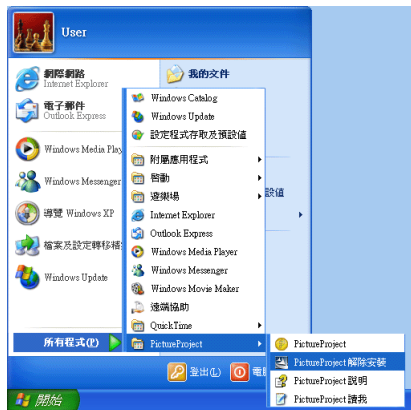 User
網際網路
Internet Explorer
電子郵件
Outlook Express
Windows Media Play
Windows Messenger
導覽 Windows XP
檔案及設定轉移精
Windows Update
所有程式(P)
我的文件
設值
Windows Catalog
Windows Update
設定程式存取及預設值
附屬應用程式
啟動
遊樂場
Internet Explorer
Outlook Express
Windows Media Player
Windows Messenger
Windows Movie Maker
遠端協助
QuickTime
PictureProject
PictureProject
PictureProject 解除安裝
PictureProject 說明
PictureProject 讀我
登出(L)
電
開始